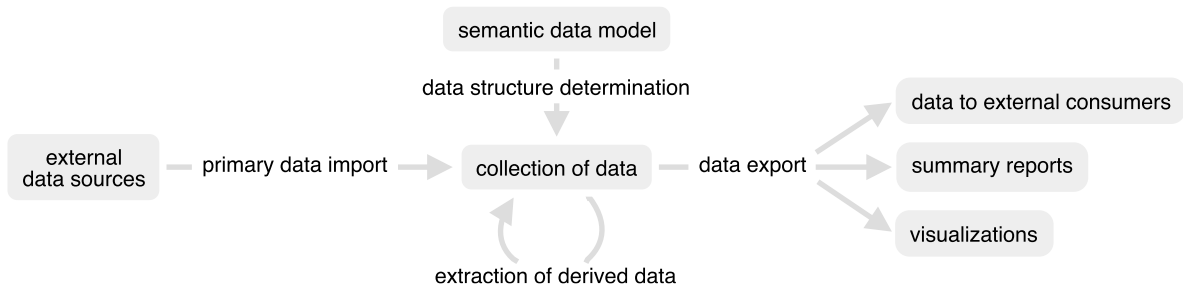 semantic data model
data structure determination
external
data sources
primary data import
collection of data
data export
data to external consumers
summary reports
visualizations
extraction of derived data